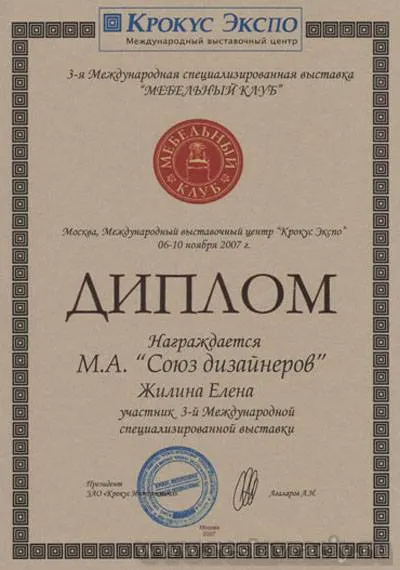 Крокус Экспо
Международный выставочный центр
3-я Международная специализированная выставка
“МЕБЕЛЬНЫЙ КЛУБ”
МЕБЕЛЬНЫЙ
КЛУБ
Москва, Международный выставочный центр “Крокус Экспо”
06-10 ноября 2007 г.
ДИПЛОМ
Награждается
М.А. “Союз дизайнеров”
Жилина Елена
участник 3-й Международной
специализированной выставки
Президент
ЗАО «Крокус Интернэшнл»
Агаларов А.И.
Москва
2007